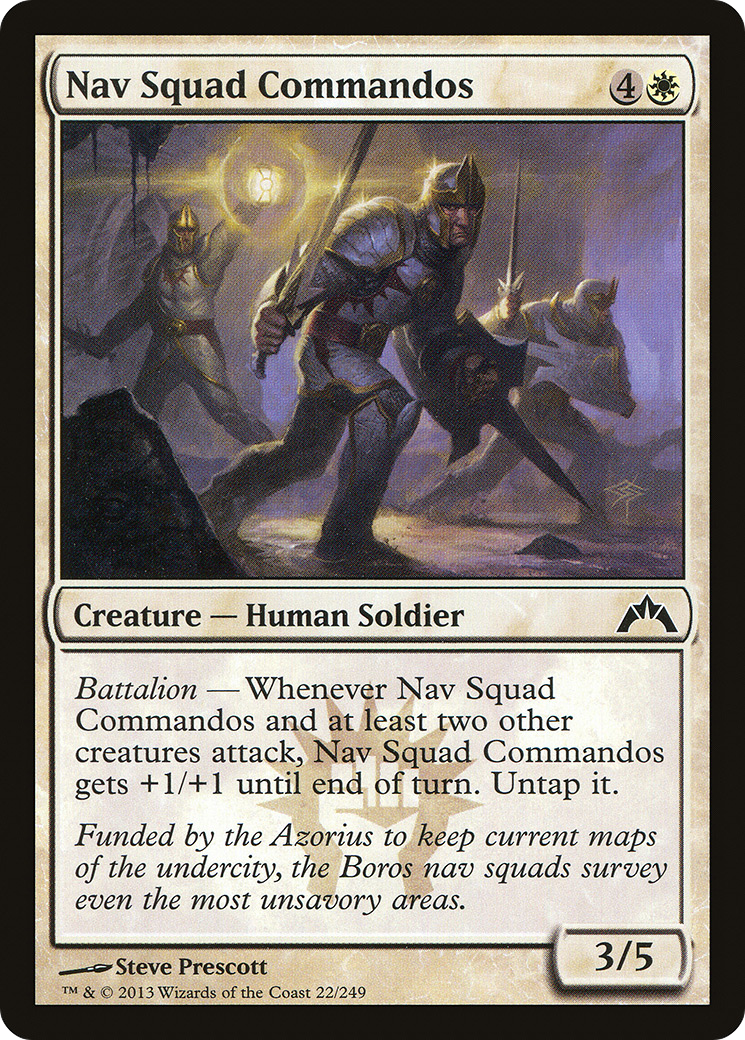 Nav Squad Commandos 4
Creature — Human Soldier
Battalion — Whenever Nav Squad
Commandos and at least two other
creatures attack, Nav Squad Commandos
gets +1/+1 until end of turn. Untap it.
Funded by the Azorius to keep current maps
of the undercity, the Boros nav squads survey
even the most unsavory areas.
3/5
Steve Prescott
™ & © 2013 Wizards of the Coast 22/249